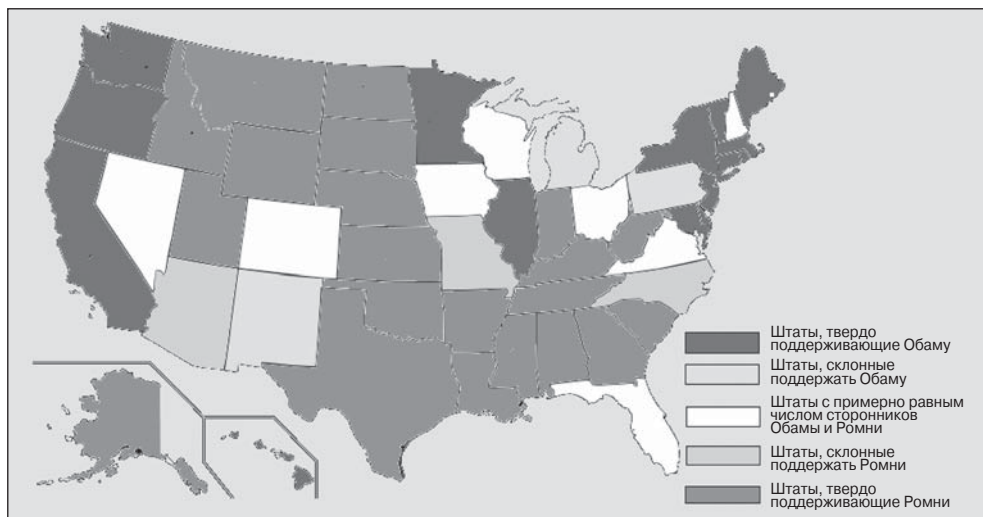 Штаты, твердо
поддерживающие Обаму
Штаты, склонные
поддержать Обаму
Штаты с примерно равным
числом сторонников
Обамы и Ромни
Штаты, склонные
поддержать Ромни
Штаты, твердо
поддерживающие Ромни